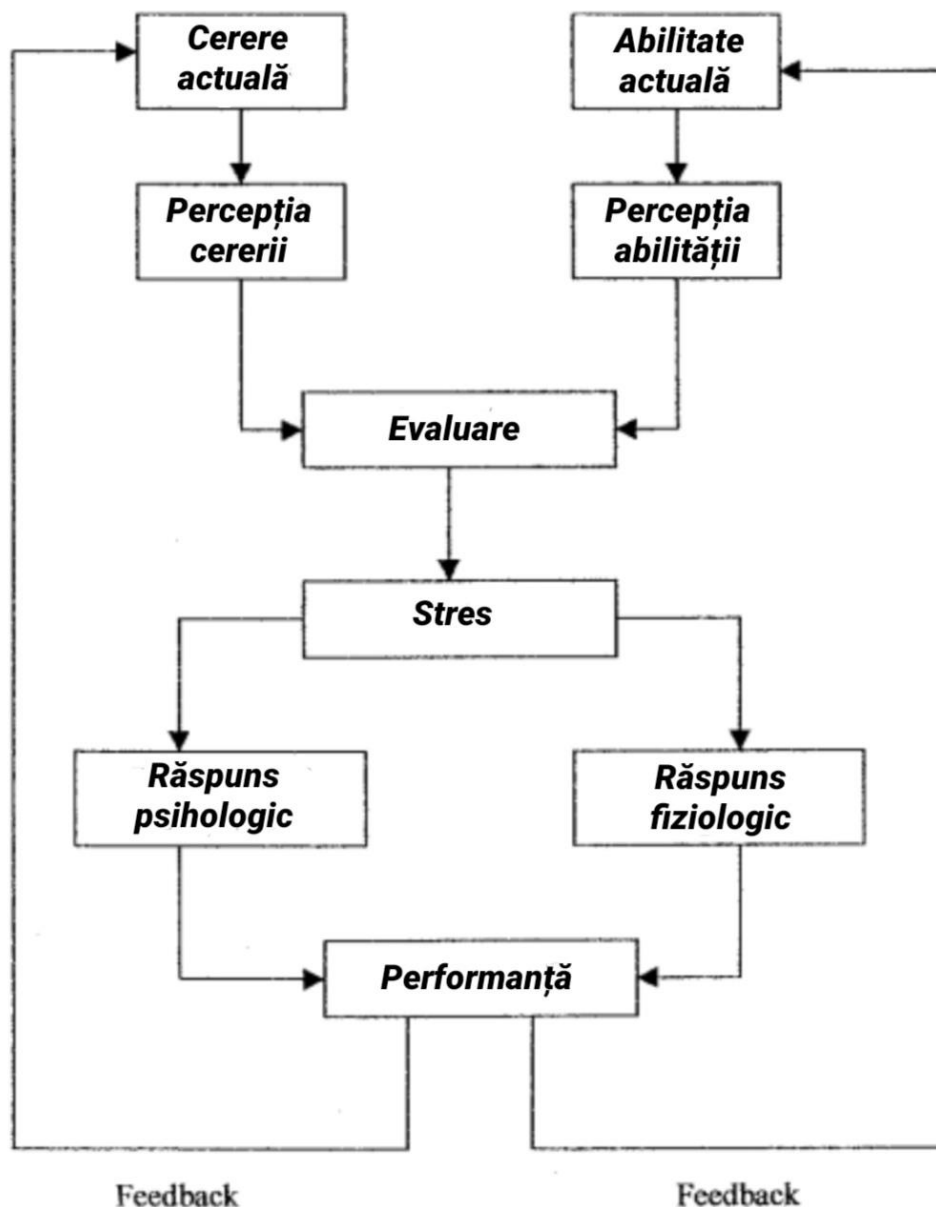 Cerere
actuală
Abilitate
actuală
Percepția
cererii
Percepția
abilității
Evaluare
Stres
Răspuns
psihologic
Răspuns
fiziologic
Performanță
Feedback
Feedback